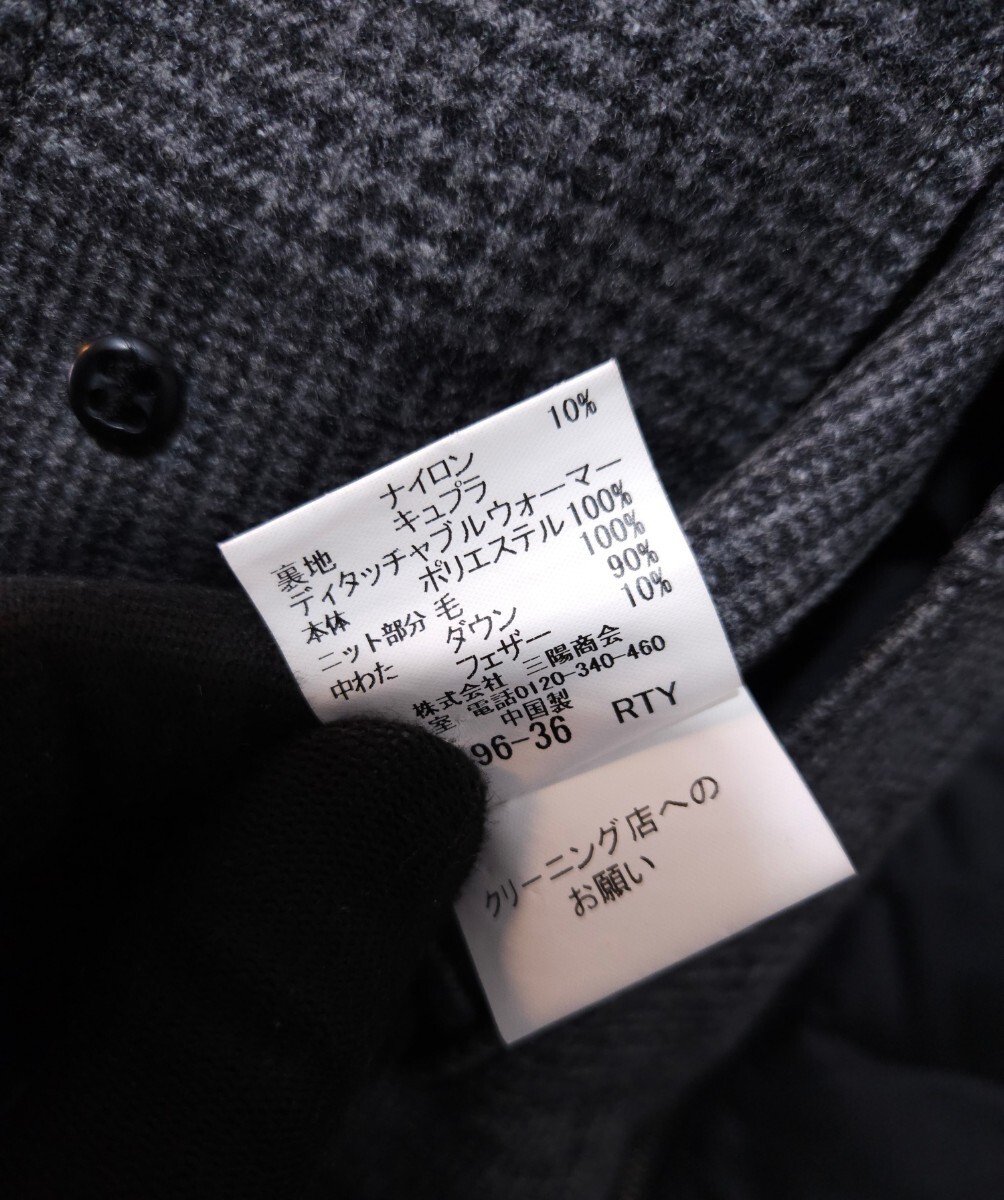 ナイロン 10%
裏地 キュプラ
ディタッチャブルウォーマー
本体 ポリエステル100%
ニット部分 毛 100%
中わた ダウン 90%
フェザー 10%
株式会社 三陽商会
室 電話0120-340-460
中国製
96-36 RTY
クリーニング店への
お願い